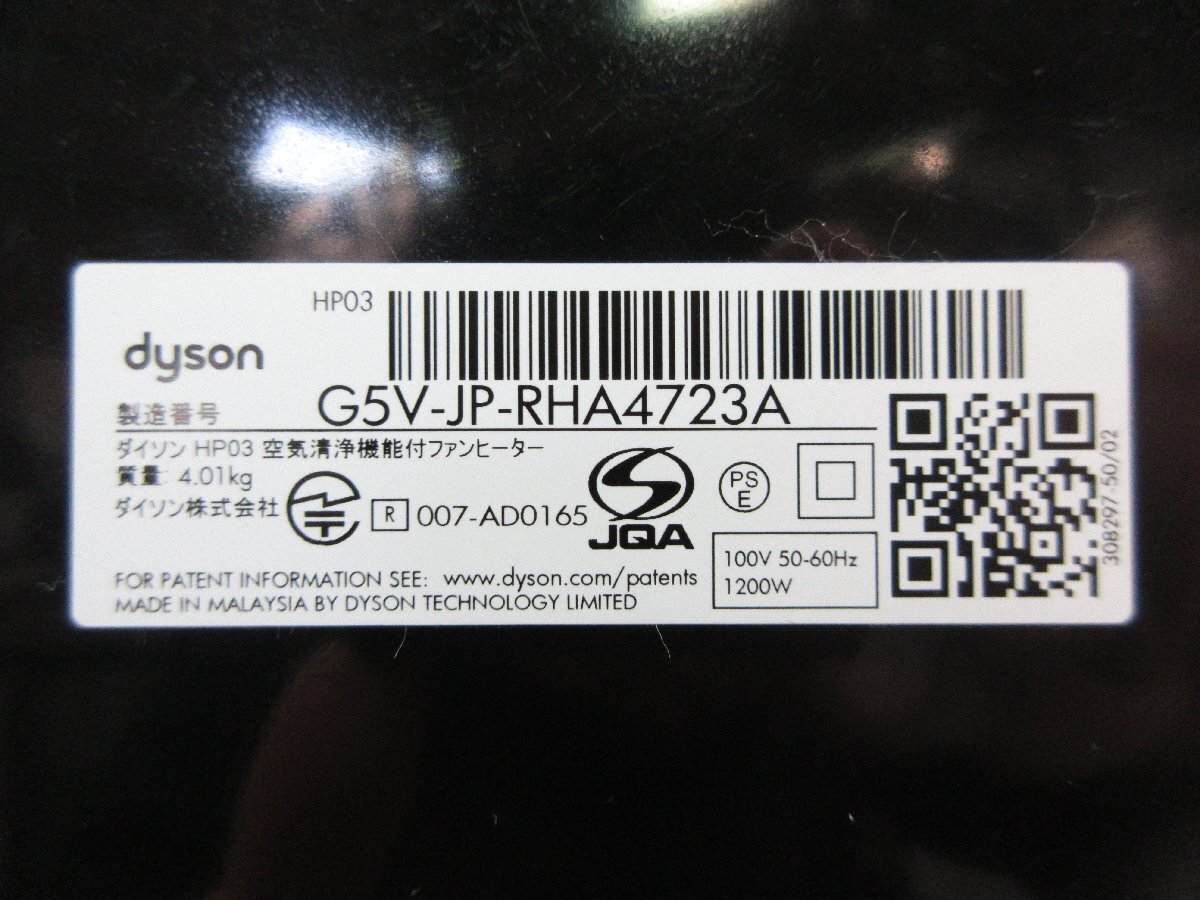 HP03
dyson
製造番号 G5V-JP-RHA4723A
ダイソン HP03 空気清浄機能付ファンヒーター
質量: 4.01kg
ダイソン株式会社
R 007-AD0165
JQA
PS
E
100V 50-60Hz
1200W
FOR PATENT INFORMATION SEE: www.dyson.com/patents
MADE IN MALAYSIA BY DYSON TECHNOLOGY LIMITED
308297-50/02